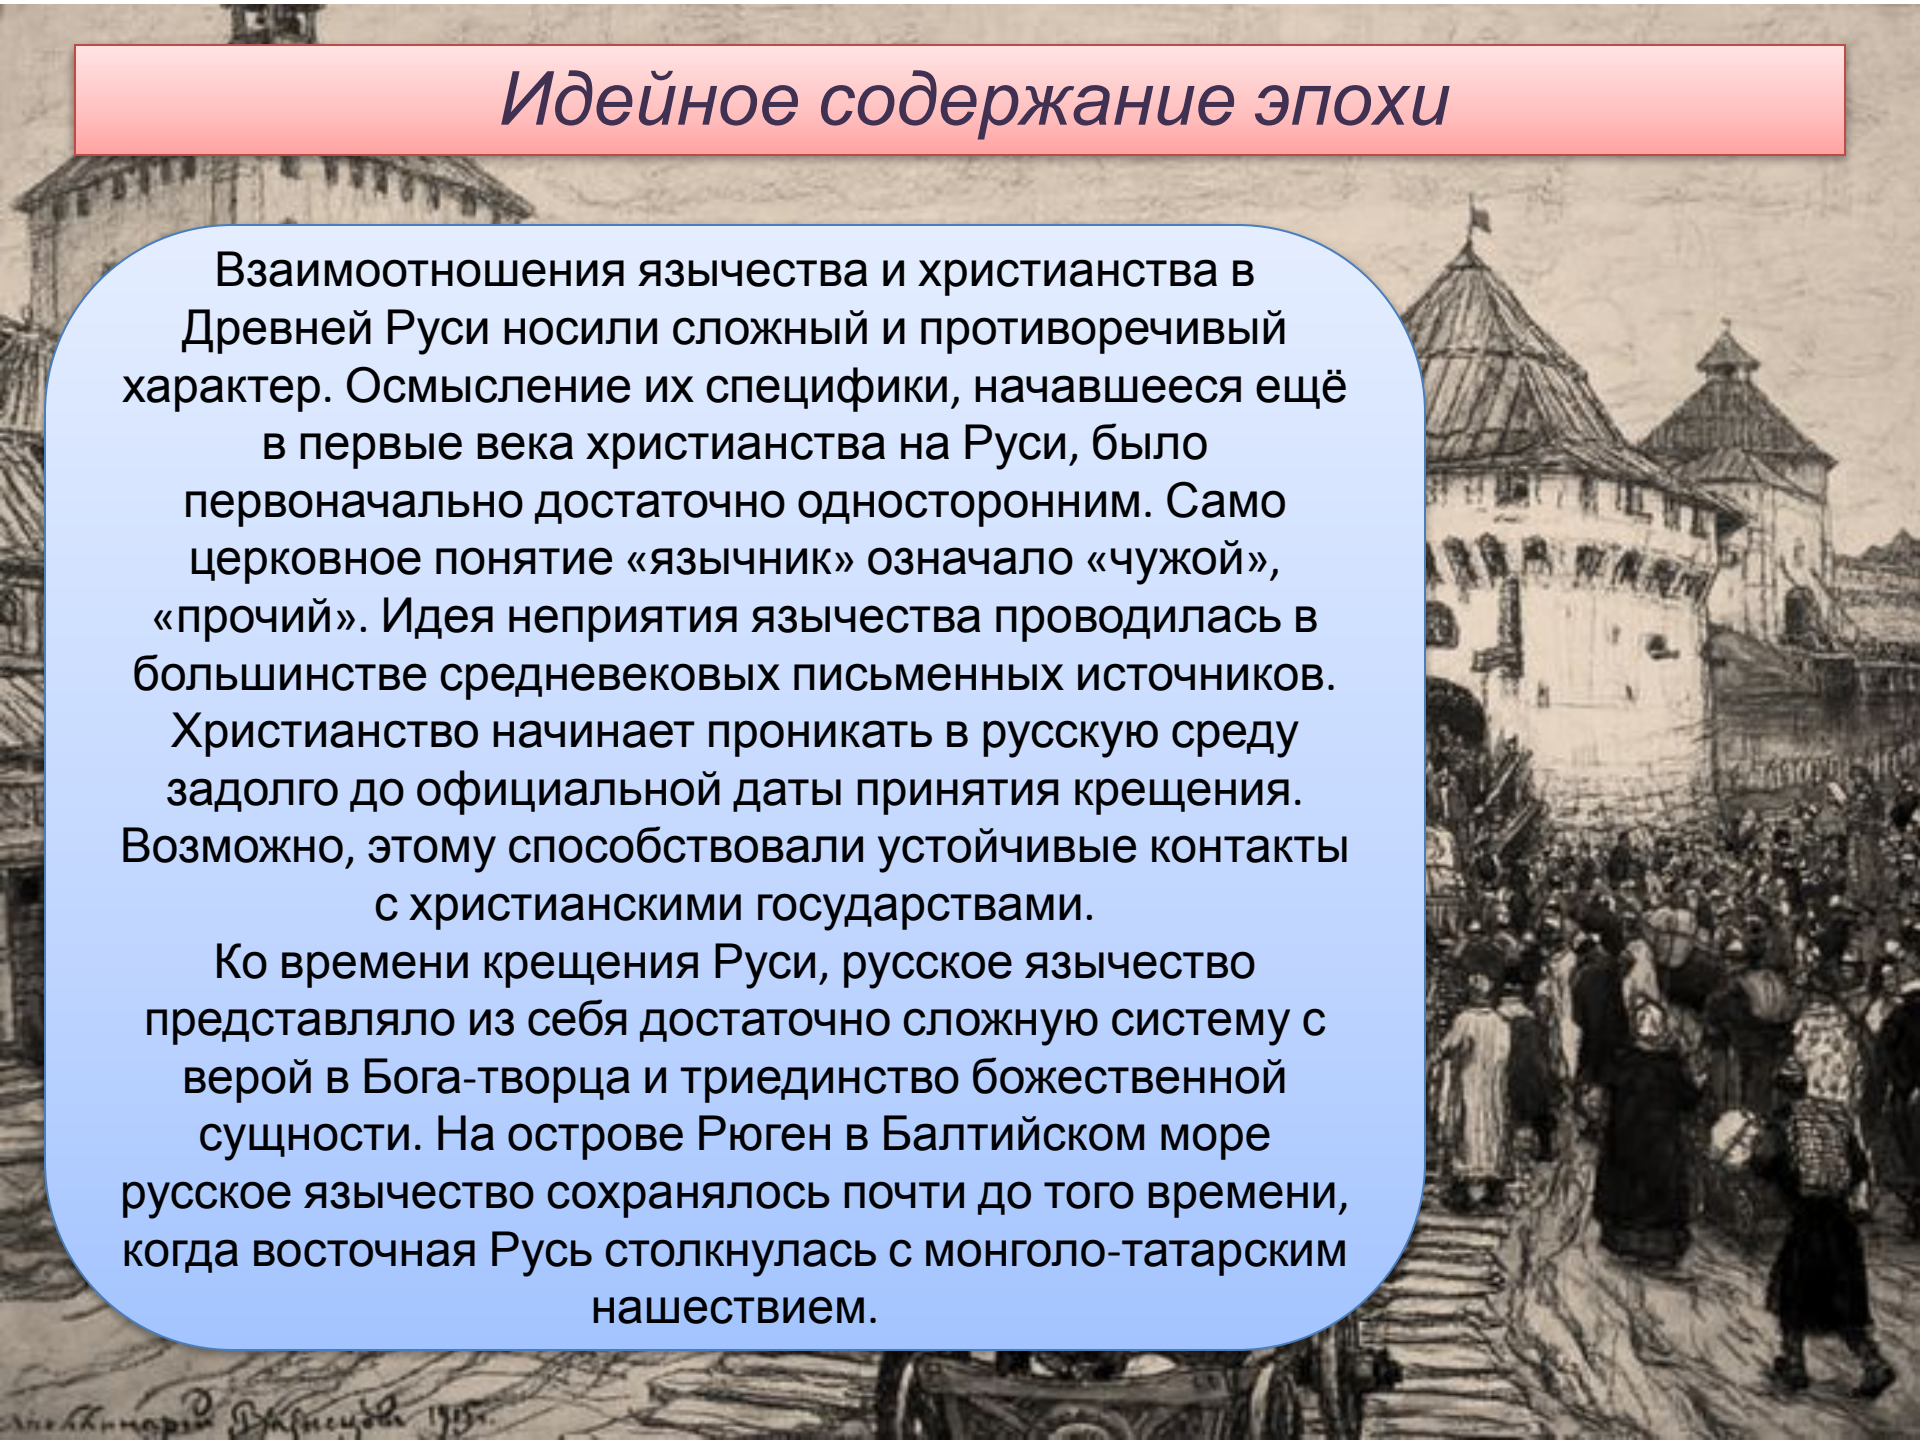 Идейное содержание эпохи
Взаимоотношения язычества и христианства в
Древней Руси носили сложный и противоречивый
характер. Осмысление их специфики, начавшееся ещё
в первые века христианства на Руси, было
первоначально достаточно односторонним. Само
церковное понятие «язычник» означало «чужой»,
«прочий». Идея неприятия язычества проводилась в
большинстве средневековых письменных источников.
Христианство начинает проникать в русскую среду
задолго до официальной даты принятия крещения.
Возможно, этому способствовали устойчивые контакты
с христианскими государствами.
Ко времени крещения Руси, русское язычество
представляло из себя достаточно сложную систему с
верой в Бога-творца и триединство божественной
сущности. На острове Рюген в Балтийском море
русское язычество сохранялось почти до того времени,
когда восточная Русь столкнулась с монголо-татарским
нашествием.